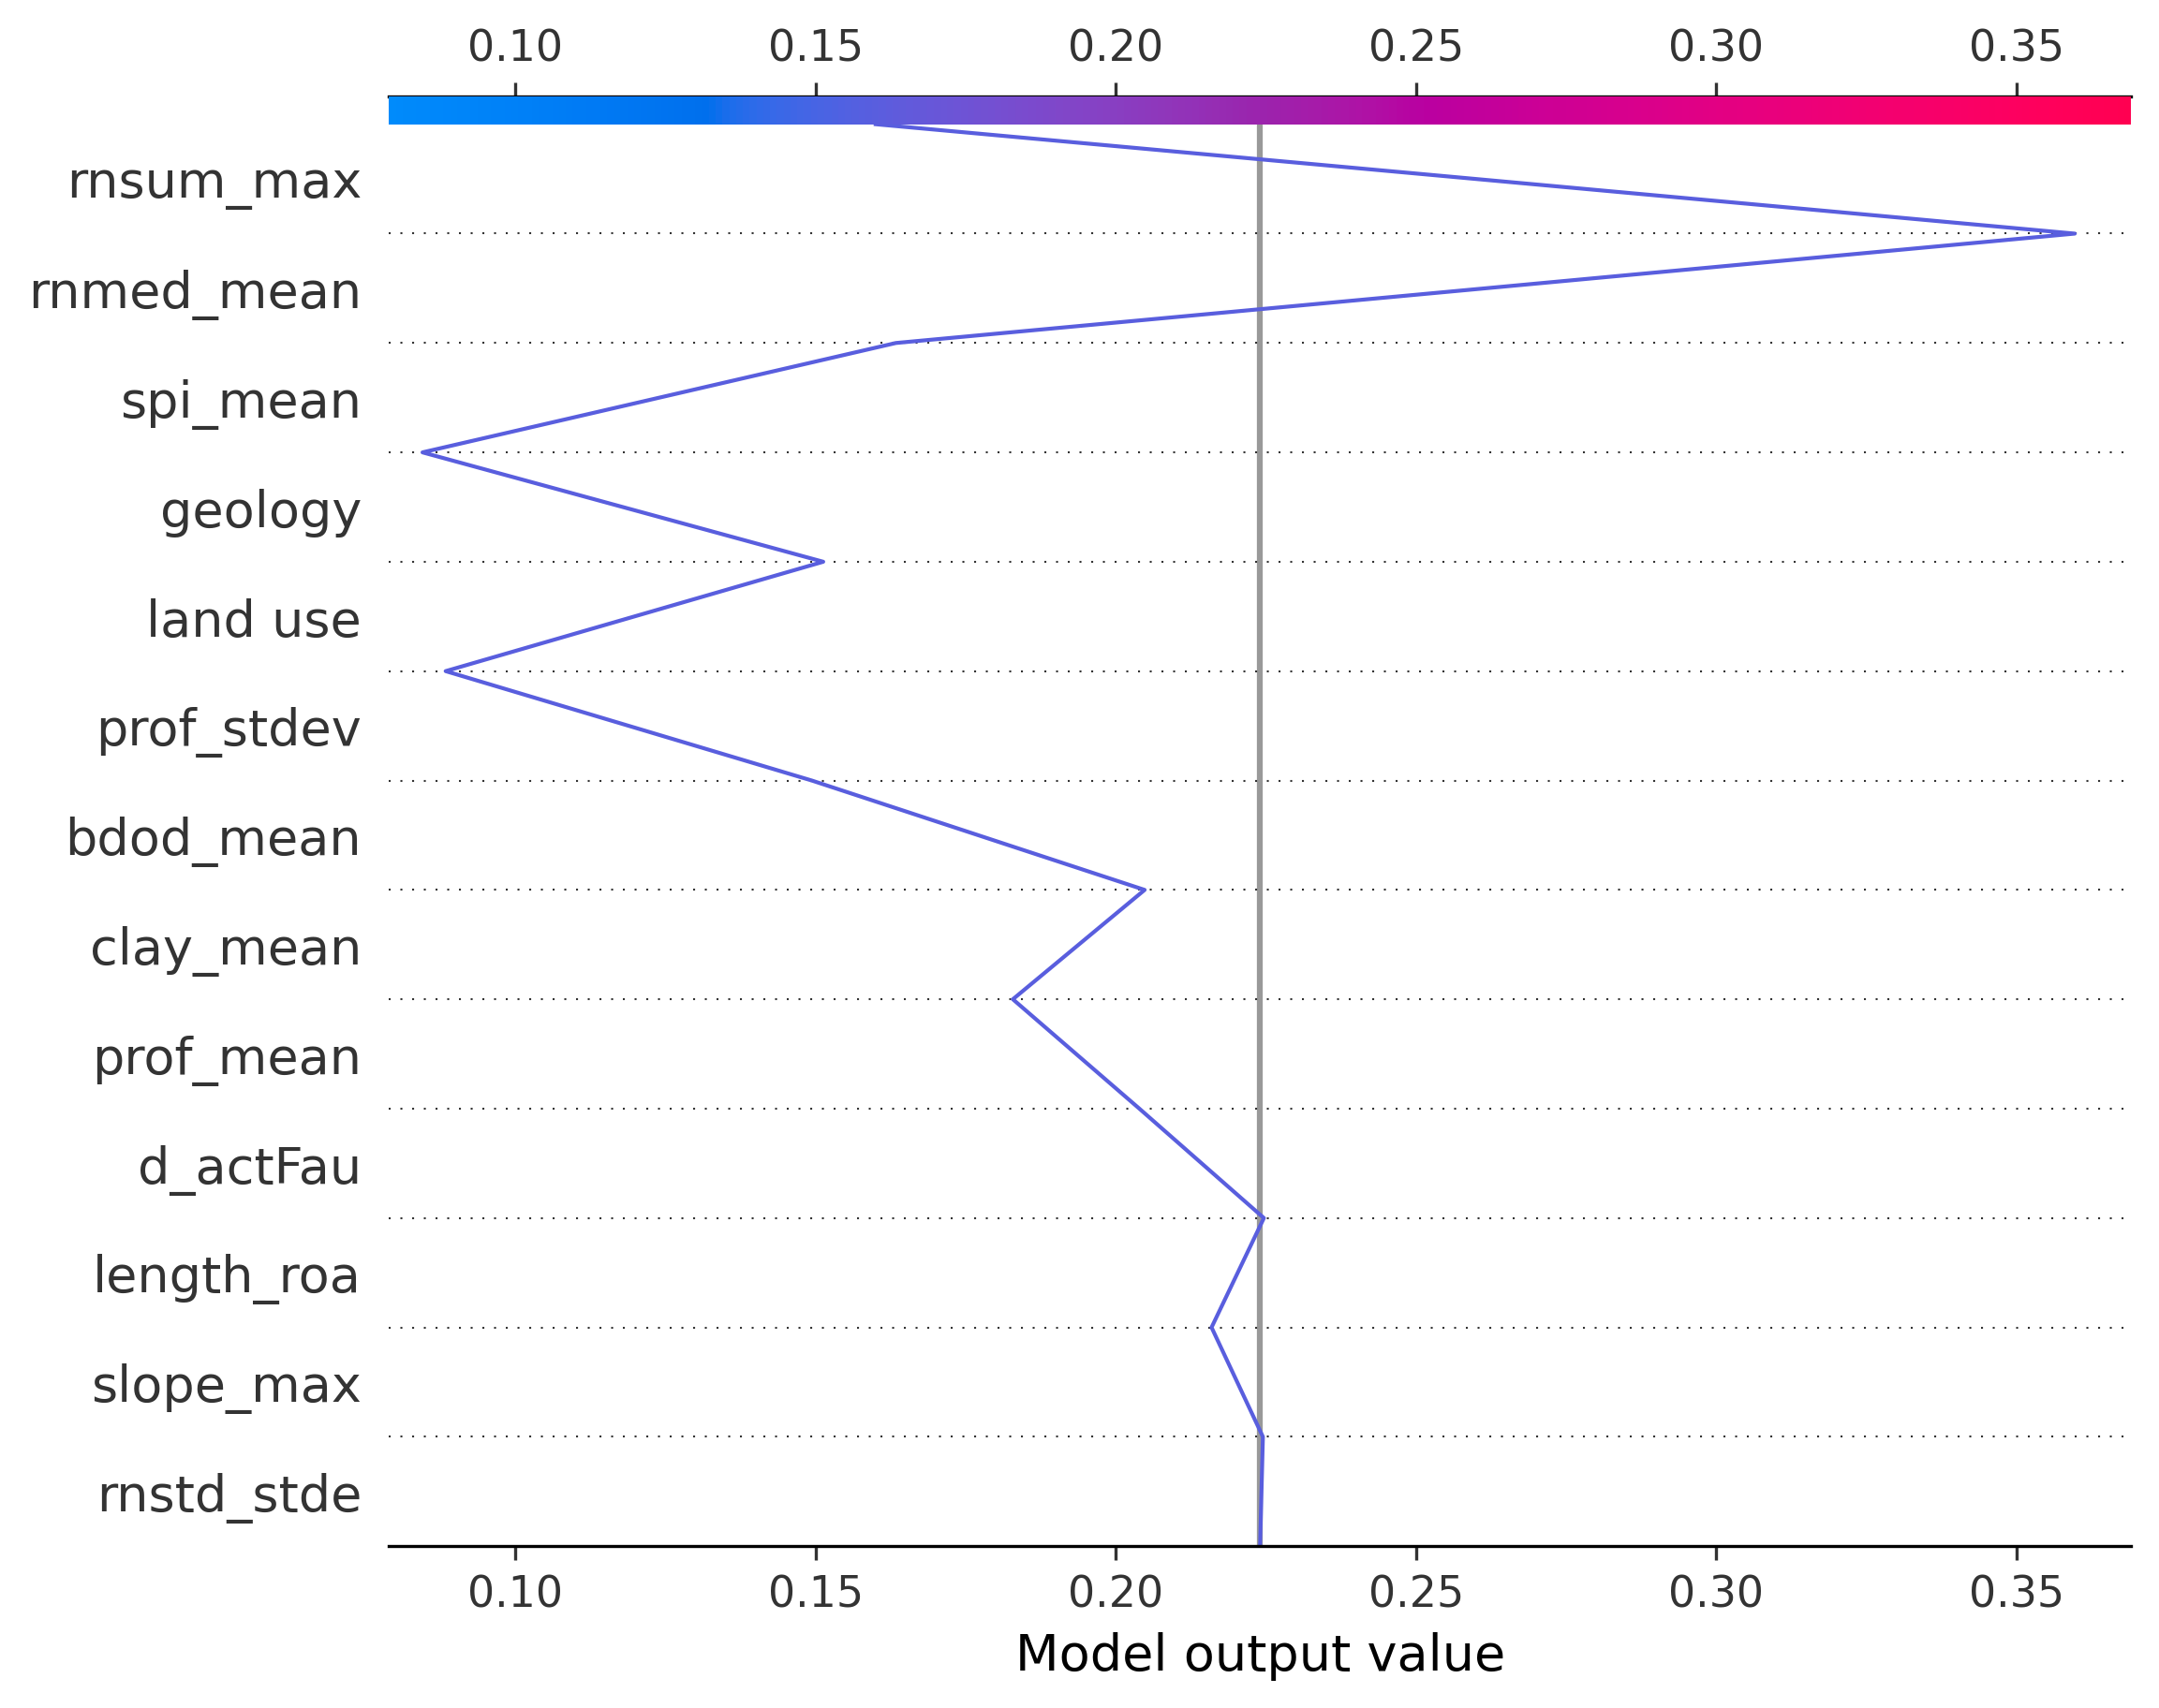 0.10 0.15 0.20 0.25 0.30 0.35
rnsum_max
rnmed_mean
spi_mean
geology
land use
prof_stdev
bdod_mean
clay_mean
prof_mean
d_actFau
length_roa
slope_max
rnstd_stde
0.10 0.15 0.20 0.25 0.30 0.35
Model output value